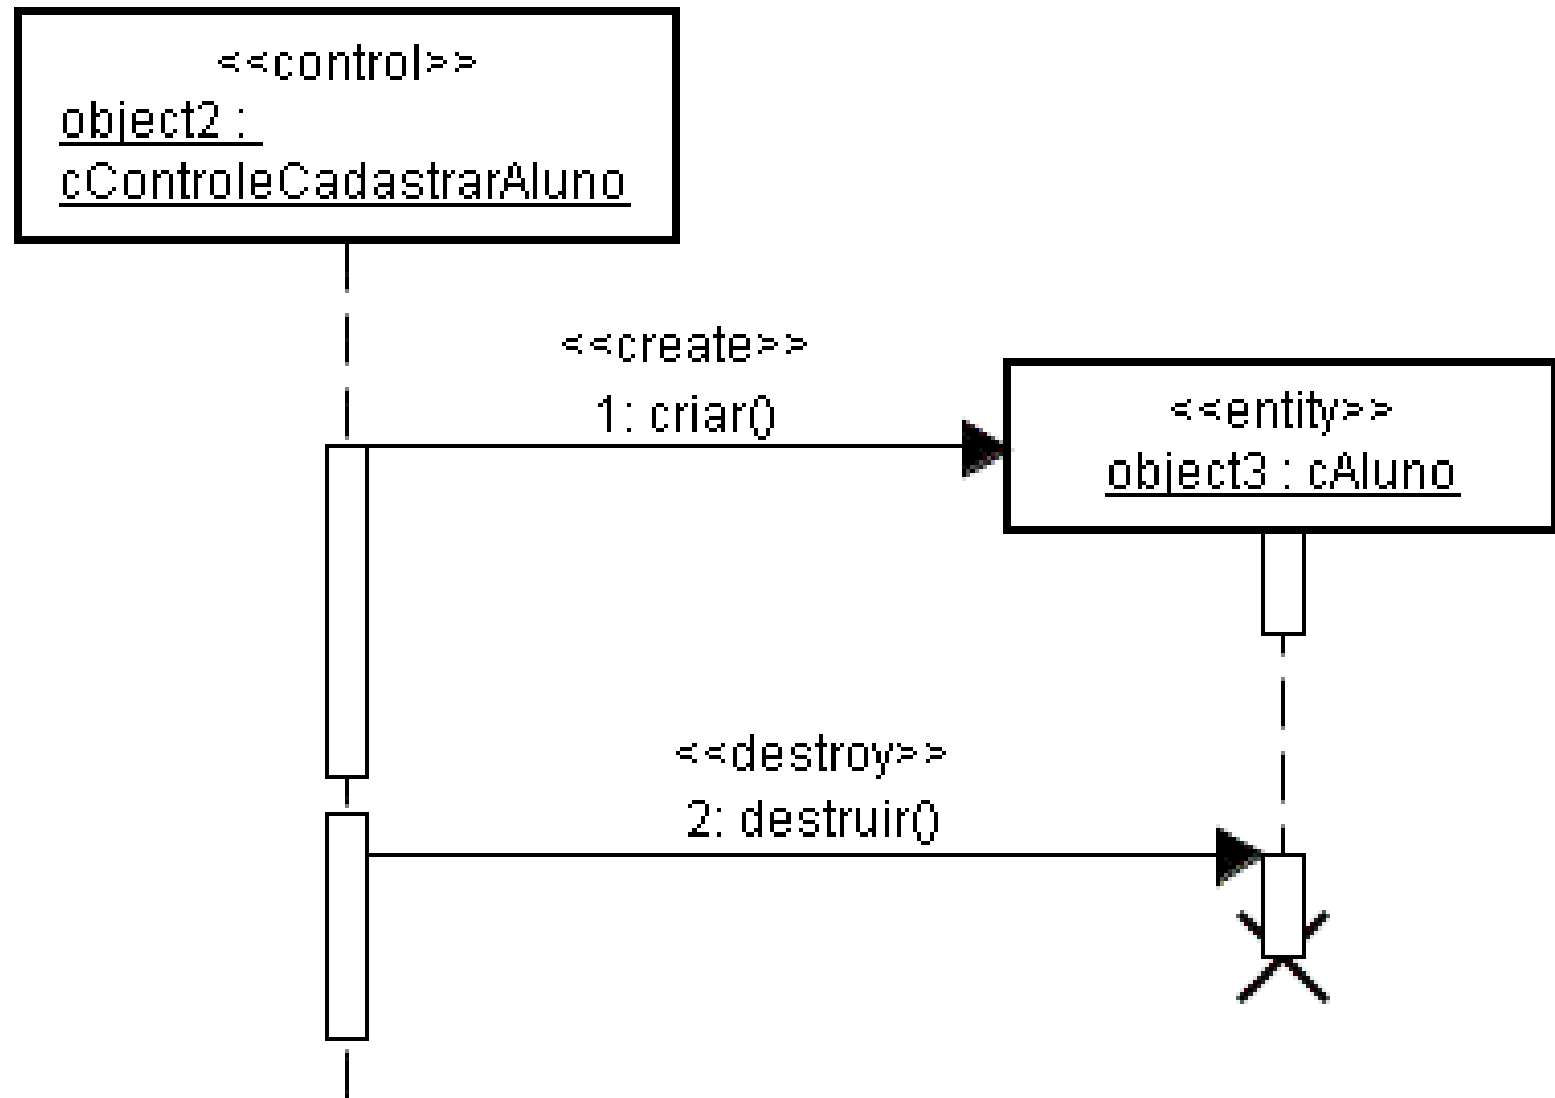 <<control>>
object2 :
cControleCadastrarAluno
<<create>>
1: criar()
<<entity>>
object3 : cAluno
<<destroy>>
2: destruir()